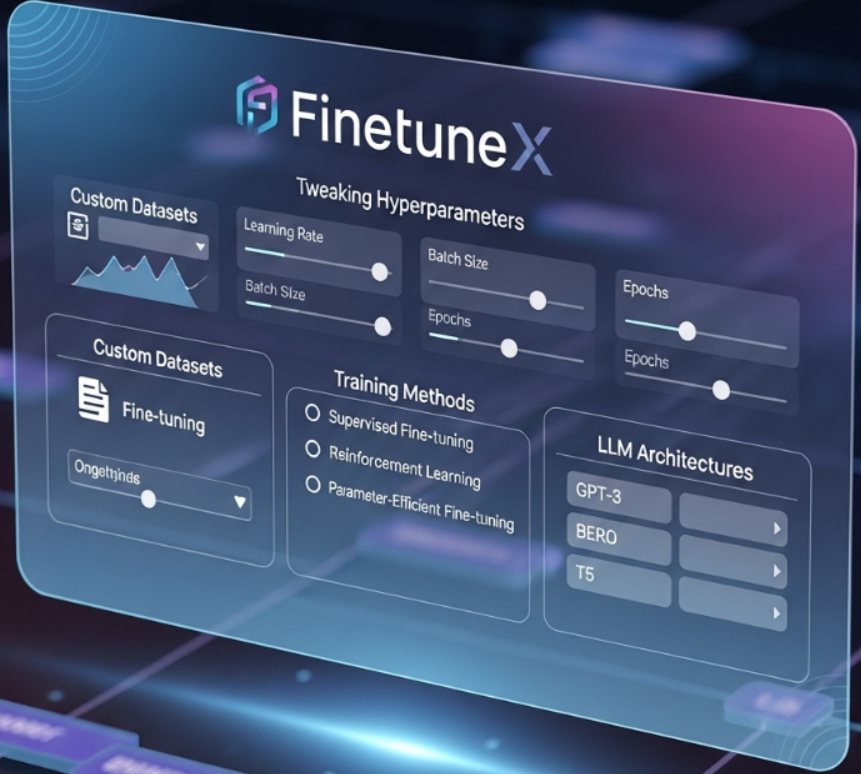 FinetuneX
Tweaking Hyperparameters
Custom Datasets
Learning Rate
Batch Size
Batch Size
Epochs
Epochs
Epochs
Custom Datasets
Fine-tuning
Training Methods
Supervised Fine-tuning
Reinforcement Learning
Parameter-Efficient Fine-tuning
LLM Architectures
GPT-3
BERO
T5